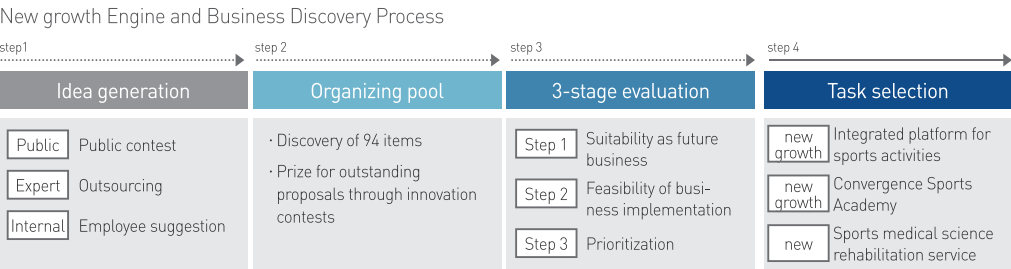 New growth Engine and Business Discovery Process
step1
step 2
step 3
step 4
Idea generation
Organizing pool
3-stage evaluation
Task selection
Public
Public contest
Expert
Outsourcing
Internal
Employee suggestion
· Discovery of 94 items
· Prize for outstanding
proposals through innovation
contests
Step 1
Suitability as future
business
Step 2
Feasibility of busi-
ness implementation
Step 3
Prioritization
new
growth
Integrated platform for
sports activities
new
growth
Convergence Sports
Academy
new
Sports medical science
rehabilitation service